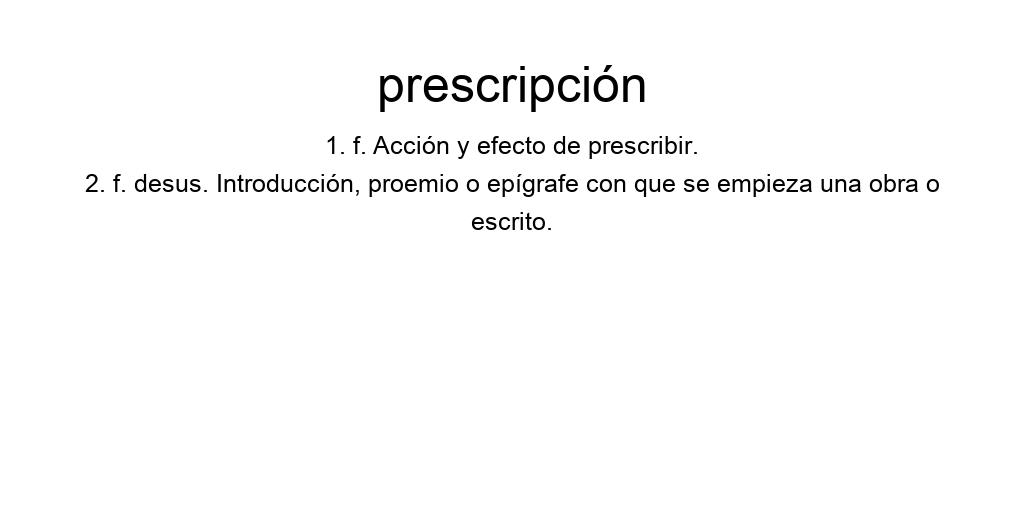 prescripción
1. f. Acción y efecto de prescribir.
2. f. desus. Introducción, proemio o epígrafe con que se empieza una obra o
escrito.